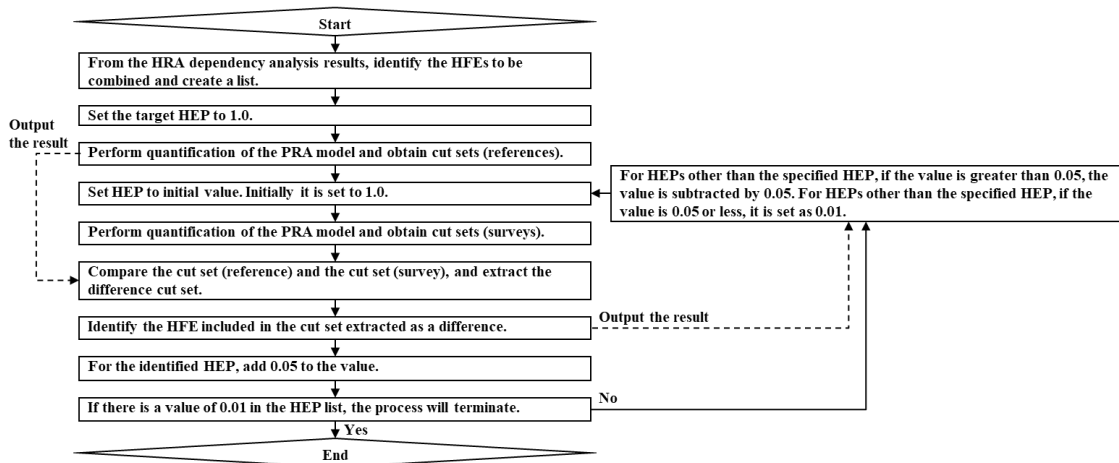 Start
From the HRA dependency analysis results, identify the HFEs to be
combined and create a list.
Set the target HEP to 1.0.
Output
the result
Perform quantification of the PRA model and obtain cut sets (references).
Set HEP to initial value. Initially it is set to 1.0.
For HEPs other than the specified HEP, if the value is greater than 0.05, the
value is subtracted by 0.05. For HEPs other than the specified HEP, if the
value is 0.05 or less, it is set as 0.01.
Perform quantification of the PRA model and obtain cut sets (surveys).
Compare the cut set (reference) and the cut set (survey), and extract the
difference cut set.
Identify the HFE included in the cut set extracted as a difference.
Output the result
For the identified HEP, add 0.05 to the value.
If there is a value of 0.01 in the HEP list, the process will terminate.
No
Yes
End